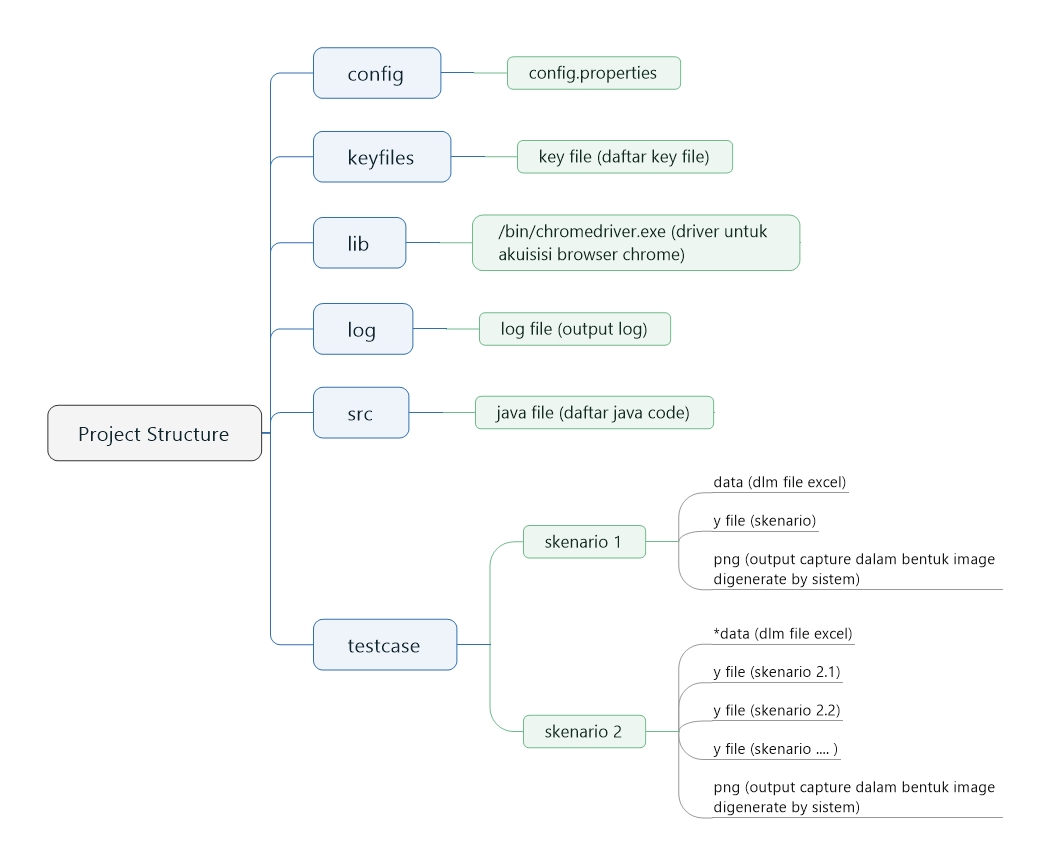 config
config.properties
keyfiles
key file (daftar key file)
lib
/bin/chromedriver.exe (driver untuk
akuisisi browser chrome)
log
log file (output log)
src
java file (daftar java code)
Project Structure
testcase
skenario 1
data (dlm file excel)
y file (skenario)
png (output capture dalam bentuk image
digenerate by sistem)
skenario 2
*data (dlm file excel)
y file (skenario 2.1)
y file (skenario 2.2)
y file (skenario .... )
png (output capture dalam bentuk image
digenerate by sistem)